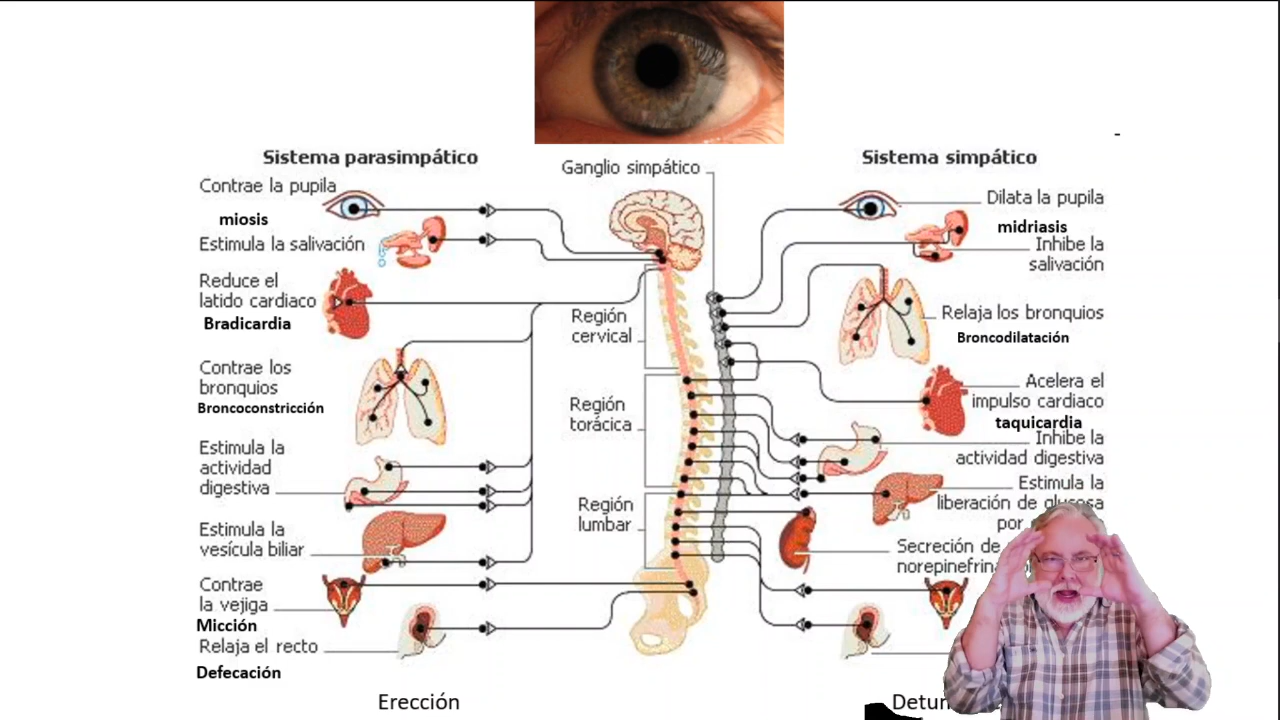 Sistema parasimpático
Contrae la pupila
miosis
Estimula la salivación
Reduce el
latido cardiaco
Bradicardia
Contrae los
bronquios
Broncoconstricción
Estimula la
actividad
digestiva
Estimula la
vesícula biliar
Contrae
la vejiga
Micción
Relaja el recto
Defecación
Erección
Ganglio simpático
Región
cervical
Región
torácica
Región
lumbar
Sistema simpático
Dilata la pupila
midriasis
Inhibe la
salivación
Relaja los bronquios
Broncodilatación
Acelera el
impulso cardiaco
taquicardia
Inhibe la
actividad digestiva
Estimula la
liberación de glucosa
por
Secreción de
norepinefrina